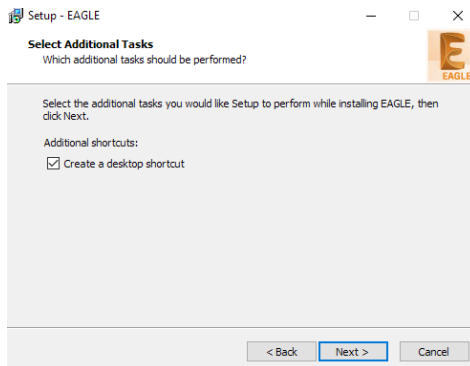 Setup - EAGLE
Select Additional Tasks
Which additional tasks should be performed?
EAGLE
Select the additional tasks you would like Setup to perform while installing EAGLE, then
click Next.
Additional shortcuts:
Create a desktop shortcut
< Back
Next >
Cancel